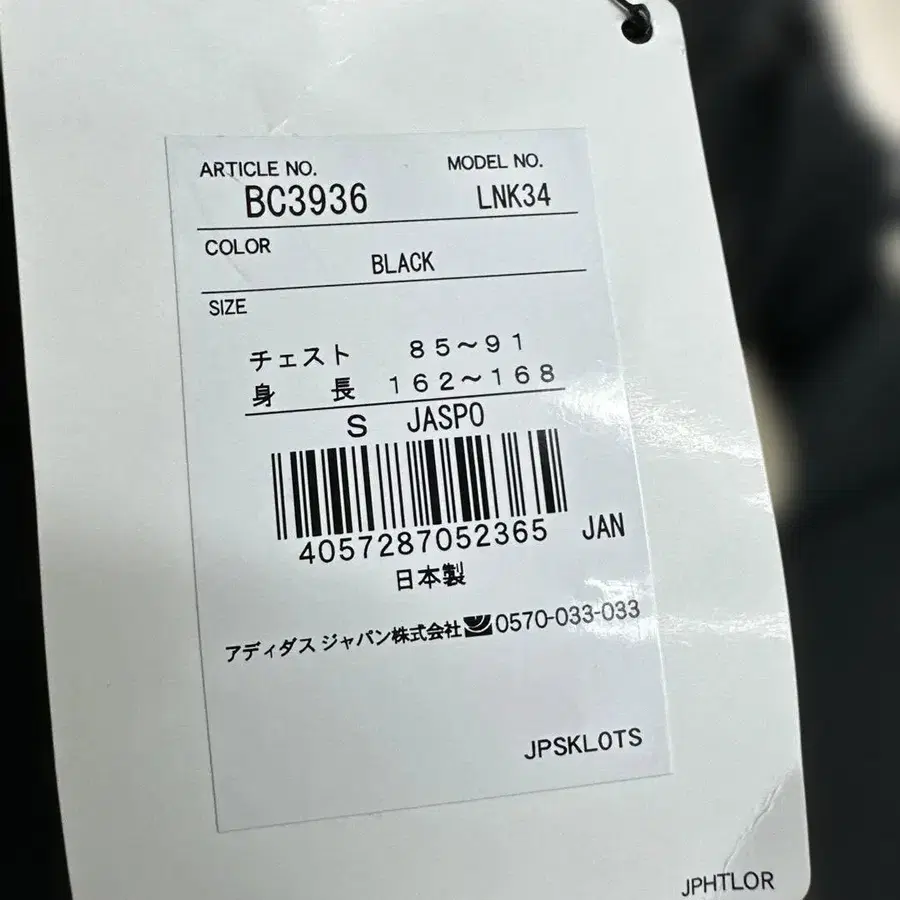 ARTICLE NO. MODEL NO.
BC3936 LNK34
COLOR
BLACK
SIZE
チェスト 85~91
身 長 162~168
S JASPO
4057287052365 JAN
日本製
アディダス ジャパン株式会社 0570-033-033
JPSKLOTS
JPHTLOR